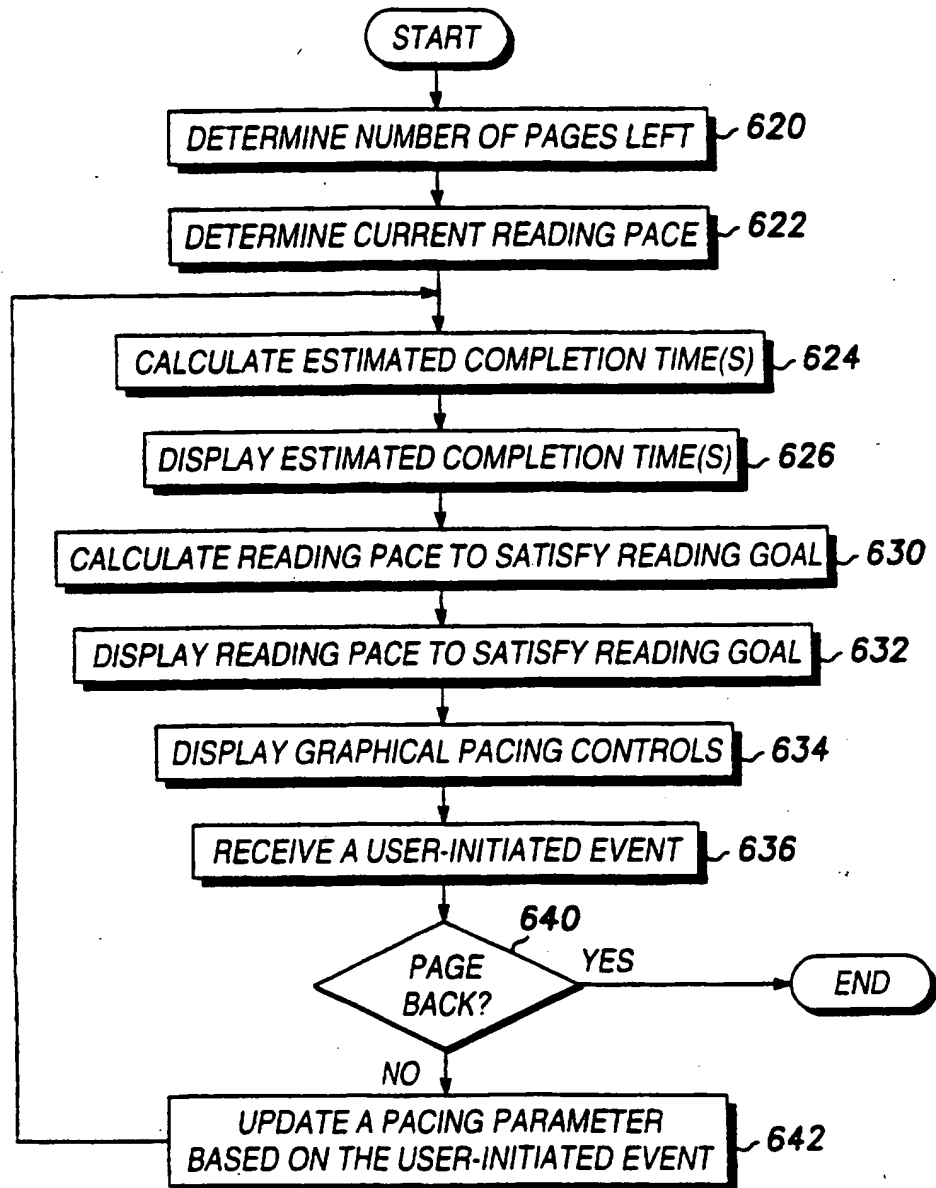 START
DETERMINE NUMBER OF PAGES LEFT 620
DETERMINE CURRENT READING PACE 622
CALCULATE ESTIMATED COMPLETION TIME(S) 624
DISPLAY ESTIMATED COMPLETION TIME(S) 626
CALCULATE READING PACE TO SATISFY READING GOAL 630
DISPLAY READING PACE TO SATISFY READING GOAL 632
DISPLAY GRAPHICAL PACING CONTROLS 634
RECEIVE A USER-INITIATED EVENT 636
640
PAGE
BACK?
YES
END
NO
UPDATE A PACING PARAMETER
BASED ON THE USER-INITIATED EVENT 642